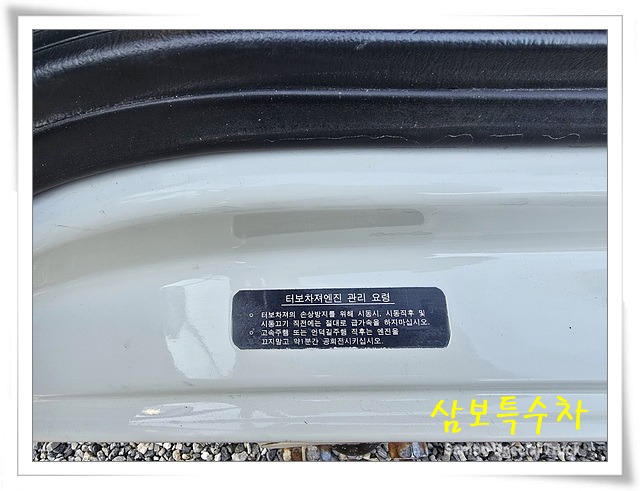 터보차져엔진 관리 요령
○ 터보차져의 손상방지를 위해 시동시, 시동직후 및
시동끄기 직전에는 절대로 급가속을 하지마십시오.
○ 고속주행 또는 언덕길주행 직후는 엔진을
끄지말고 약1분간 공회전시키십시오.
삼보특수차